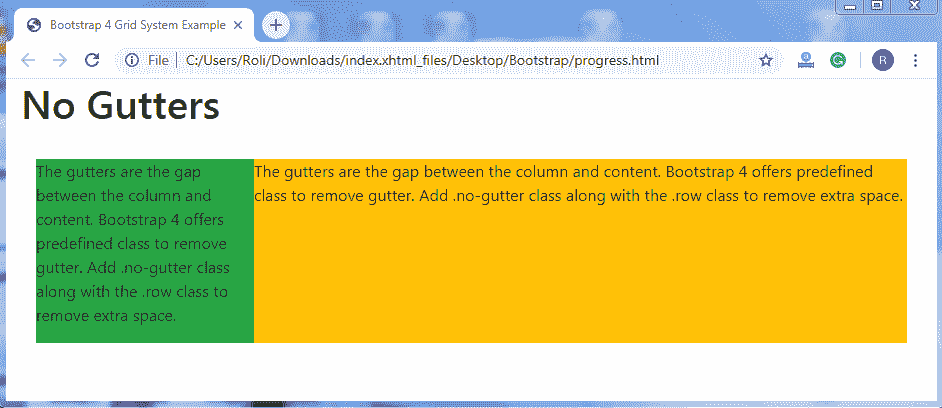 Bootstrap 4 Grid System Example
File | C:/Users/Roli/Downloads/index.xhtml_files/Desktop/Bootstrap/progress.html
R
No Gutters
The gutters are the gap
between the column and
content. Bootstrap 4 offers
predefined class to remove
gutter. Add .no-gutter class
along with the .row class to
remove extra space.
The gutters are the gap between the column and content. Bootstrap 4 offers predefined
class to remove gutter. Add .no-gutter class along with the .row class to remove extra space.